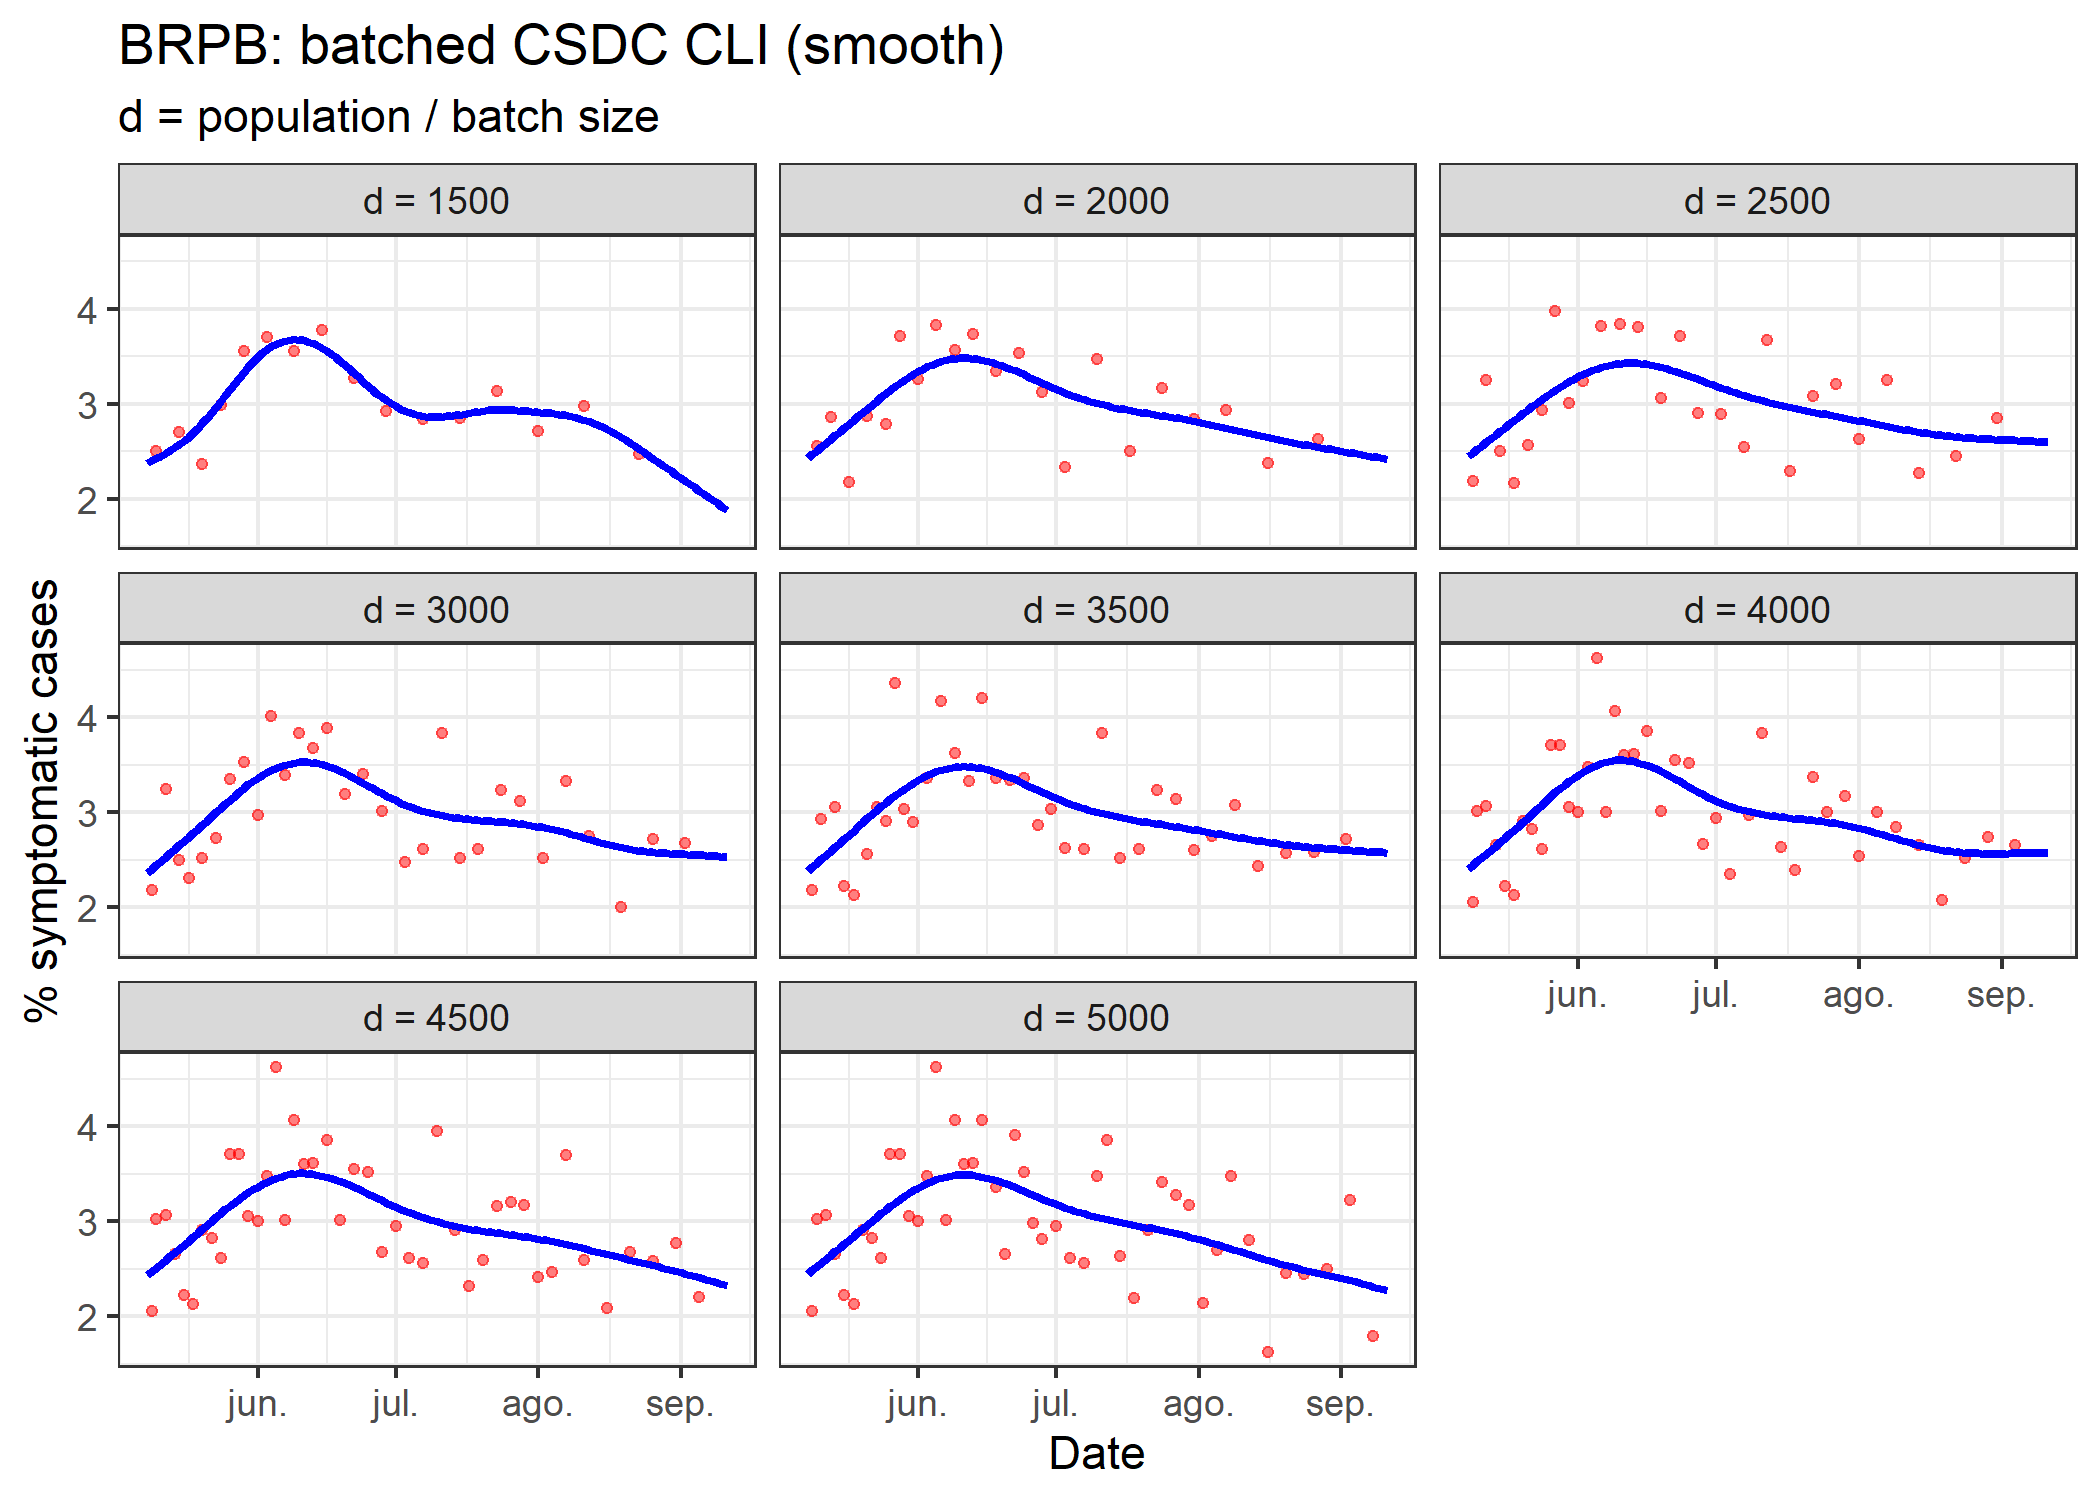 BRPB: batched CSDC CLI (smooth)
d = population / batch size
d = 1500
d = 2000
d = 2500
4
3
2
d = 3000
d = 3500
d = 4000
4
3
2
jun.
jul.
ago.
sep.
d = 4500
d = 5000
4
3
2
jun.
jul.
ago.
sep.
jun.
jul.
ago.
sep.
Date
% symptomatic cases